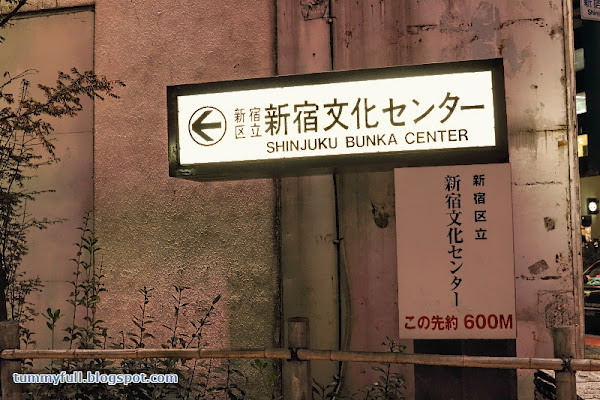 新宿
区立
新宿文化センター
SHINJUKU BUNKA CENTER
新宿区立
新宿文化センター
この先約 600M
tummyfull.blogspot.com